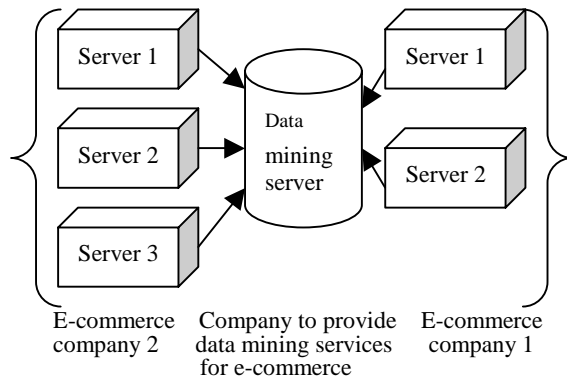 Server 1
Server 2
Server 3
Data
mining
server
Server 1
Server 2
E-commerce
company 2
Company to provide
data mining services
for e-commerce
E-commerce
company 1